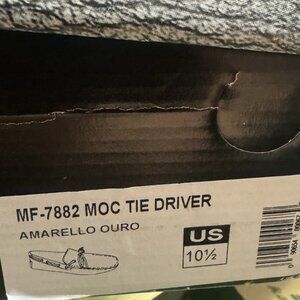 MF-7882 MOC TIE DRIVER
AMARELLO OURO
US
10½